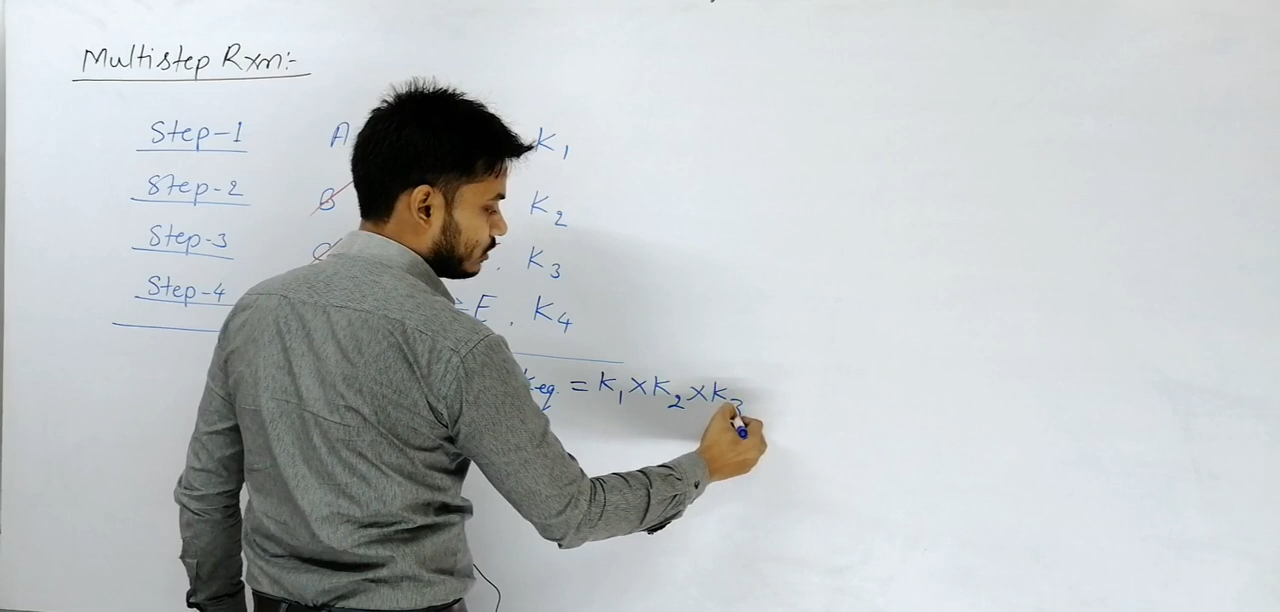 Multistep Rxn:-
Step-1 A K1
Step-2 B K2
Step-3 . K3
Step-4 ⇌E. K4
Keq. = K1 × K2 × K3